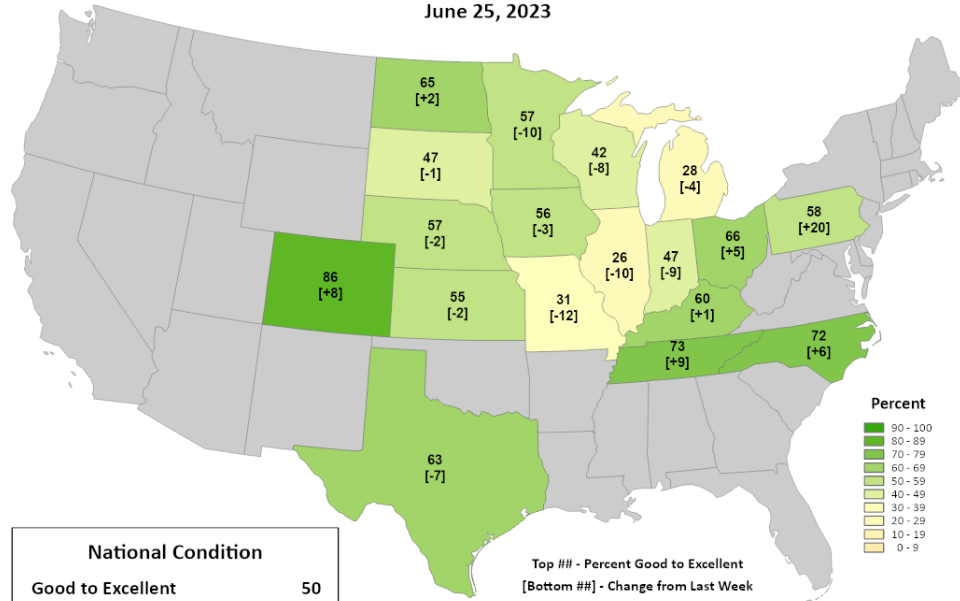 June 25, 2023
65
[+2]
57
[-10]
47
[-1]
42
[-8]
28
[-4]
57
[-2]
56
[-3]
58
[+20]
66
[+5]
26
[-10]
47
[-9]
86
[+8]
55
[-2]
31
[-12]
60
[+1]
73
[+9]
72
[+6]
63
[-7]
Percent
90 - 100
80 - 89
70 - 79
60 - 69
50 - 59
40 - 49
30 - 39
20 - 29
10 - 19
0 - 9
National Condition
Good to Excellent 50
Top ## - Percent Good to Excellent
[Bottom ##] - Change from Last Week